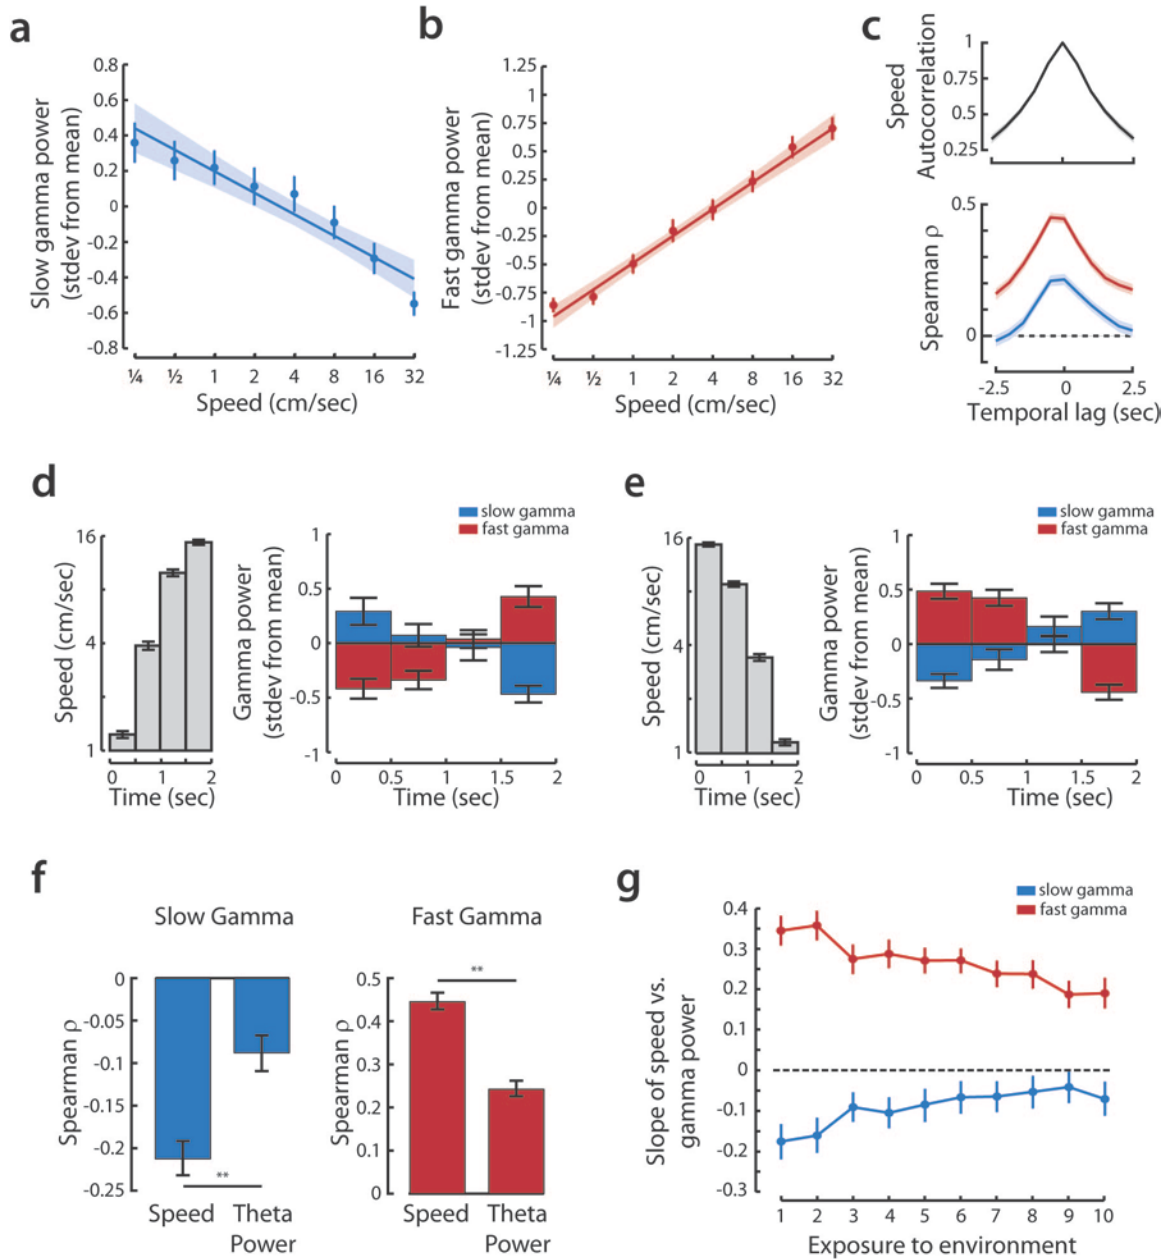 a
Slow gamma power
(stdev from mean)
0.8
0.6
0.4
0.2
0
-0.2
-0.4
-0.6
-0.8
¼ ½ 1 2 4 8 16 32
Speed (cm/sec)
b
Fast gamma power
(stdev from mean)
1.25
1
0.75
0.5
0.25
0
-0.25
-0.5
-0.75
-1
-1.25
¼ ½ 1 2 4 8 16 32
Speed (cm/sec)
c
Speed
Autocorrelation
1
0.75
0.5
0.25
Spearman ρ
0.5
0
-2.5 0 2.5
Temporal lag (sec)
d
Speed (cm/sec)
16
4
1
0 1 2
Time (sec)
slow gamma
fast gamma
Gamma power
(stdev from mean)
1
0.5
0
-0.5
-1
0 0.5 1 1.5 2
Time (sec)
e
Speed (cm/sec)
16
4
1
0 1 2
Time (sec)
slow gamma
fast gamma
Gamma power
(stdev from mean)
1
0.5
0
-0.5
-1
0 0.5 1 1.5 2
Time (sec)
f
Slow Gamma
Spearman ρ
0
-0.05
-0.1
-0.15
-0.2
-0.25
**
Speed Theta
Power
Fast Gamma
Spearman ρ
0.5
0.4
0.3
0.2
0.1
0
**
Speed Theta
Power
g
slow gamma
fast gamma
Slope of speed vs.
gamma power
0.4
0.3
0.2
0.1
0
-0.1
-0.2
-0.3
1 2 3 4 5 6 7 8 9 10
Exposure to environment